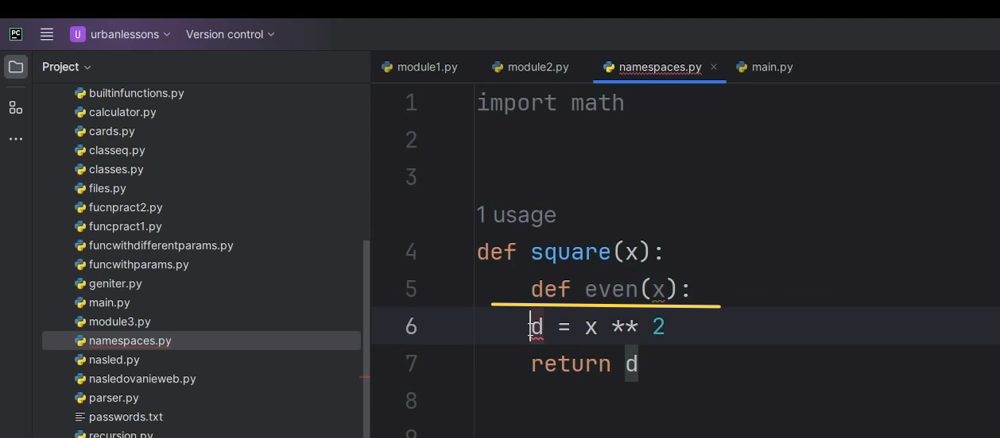 PC
U urbanlessons Version control
Project
module1.py module2.py namespaces.py main.py
builtinfunctions.py
calculator.py
cards.py
classeq.py
classes.py
files.py
fucnpract2.py
funcpract1.py
funcwithdifferentparams.py
funcwithparams.py
geniter.py
main.py
module3.py
namespaces.py
nasled.py
nasledovanieweb.py
parser.py
passwords.txt
recursion.py
1 import math
2
3
1 usage
4 def square(x):
5 def even(x):
6 d = x ** 2
7 return d
8
9